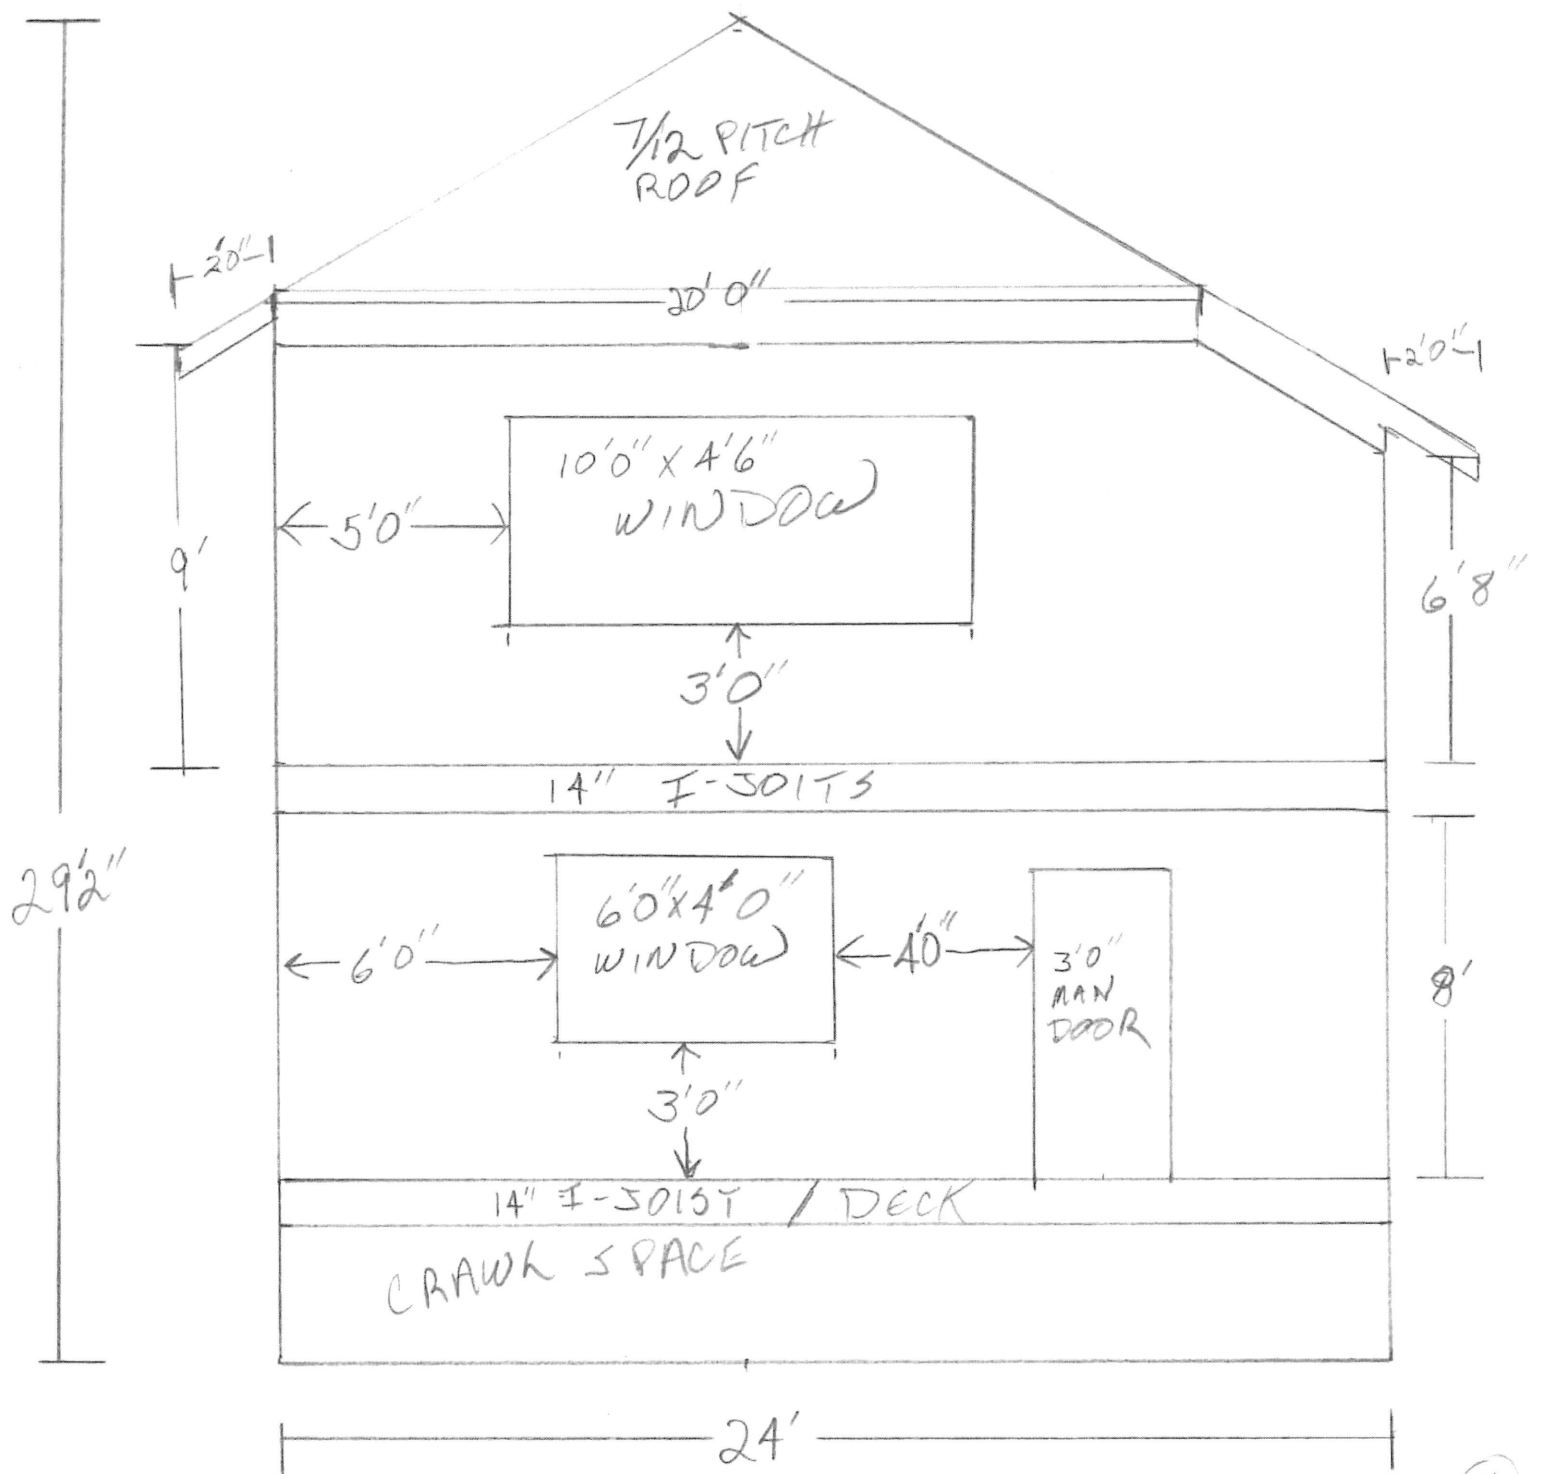 7/12 PITCH
ROOF
2'0"
20'0"
2'0"
10'0" X 4'6"
WINDOW
5'0"
9'
6'8"
3'0"
14" I-JOITS
29'2"
6'0"X4'0"
WINDOW
6'0"
4'0"
3'0"
MAN
DOOR
8'
3'0"
14" I-JOIST / DECK
CRAWL SPACE
24'